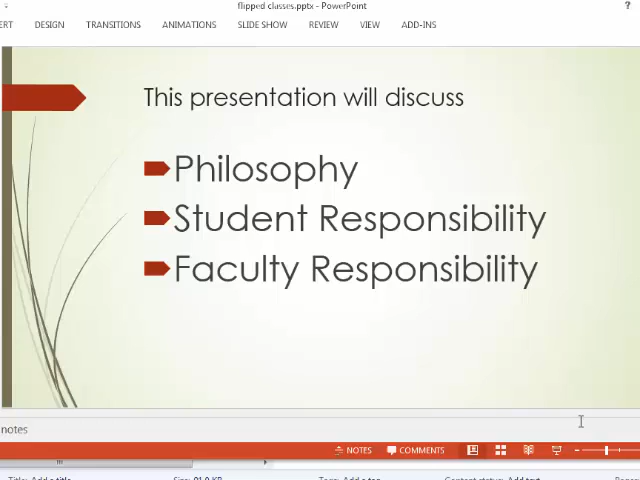 flipped classes.pptx - PowerPoint
?
DESIGN TRANSITIONS ANIMATIONS SLIDE SHOW REVIEW VIEW ADD-INS
This presentation will discuss
Philosophy
Student Responsibility
Faculty Responsibility
notes
NOTES COMMENTS